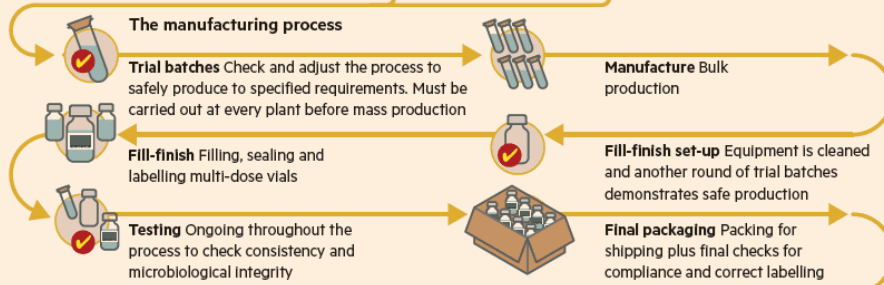 The manufacturing process
Trial batches Check and adjust the process to
safely produce to specified requirements. Must be
carried out at every plant before mass production
Manufacture Bulk
production
Fill-finish set-up Equipment is cleaned
and another round of trial batches
demonstrates safe production
Fill-finish Filling, sealing and
labelling multi-dose vials
Testing Ongoing throughout the
process to check consistency and
microbiological integrity
Final packaging Packing for
shipping plus final checks for
compliance and correct labelling